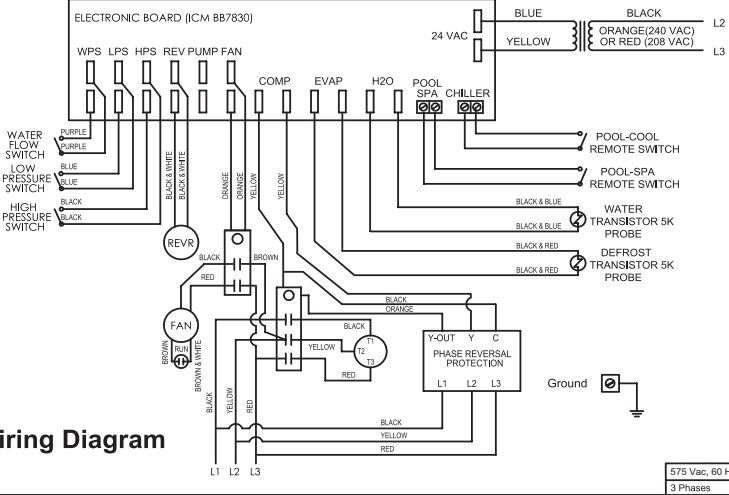 ELECTRONIC BOARD (ICM BB7830)
BLUE
BLACK
L2
24 VAC
ORANGE(240 VAC)
OR RED (208 VAC)
YELLOW
L3
WPS LPS HPS REV PUMP FAN
COMP EVAP H2O
POOL
SPA
CHILLER
WATER
FLOW
SWITCH
PURPLE
PURPLE
LOW
PRESSURE
SWITCH
BLUE
BLUE
HIGH
PRESSURE
SWITCH
BLACK
BLACK
BLACK & WHITE
BLACK & WHITE
ORANGE
ORANGE
YELLOW
YELLOW
POOL-COOL
REMOTE SWITCH
POOL-SPA
REMOTE SWITCH
BLACK & BLUE
BLACK & BLUE
WATER
TRANSISTOR 5K
PROBE
BLACK & RED
BLACK & RED
DEFROST
TRANSISTOR 5K
PROBE
REVR
BLACK
BROWN
RED
FAN
RUN
BROWN
BROWN & WHITE
BLACK
ORANGE
BLACK
YELLOW
RED
T1
T2
T3
Y-OUT Y C
PHASE REVERSAL
PROTECTION
L1 L2 L3
Ground
BLACK
YELLOW
RED
BLACK
YELLOW
RED
L1 L2 L3
iring Diagram
575 Vac, 60 H
3 Phases